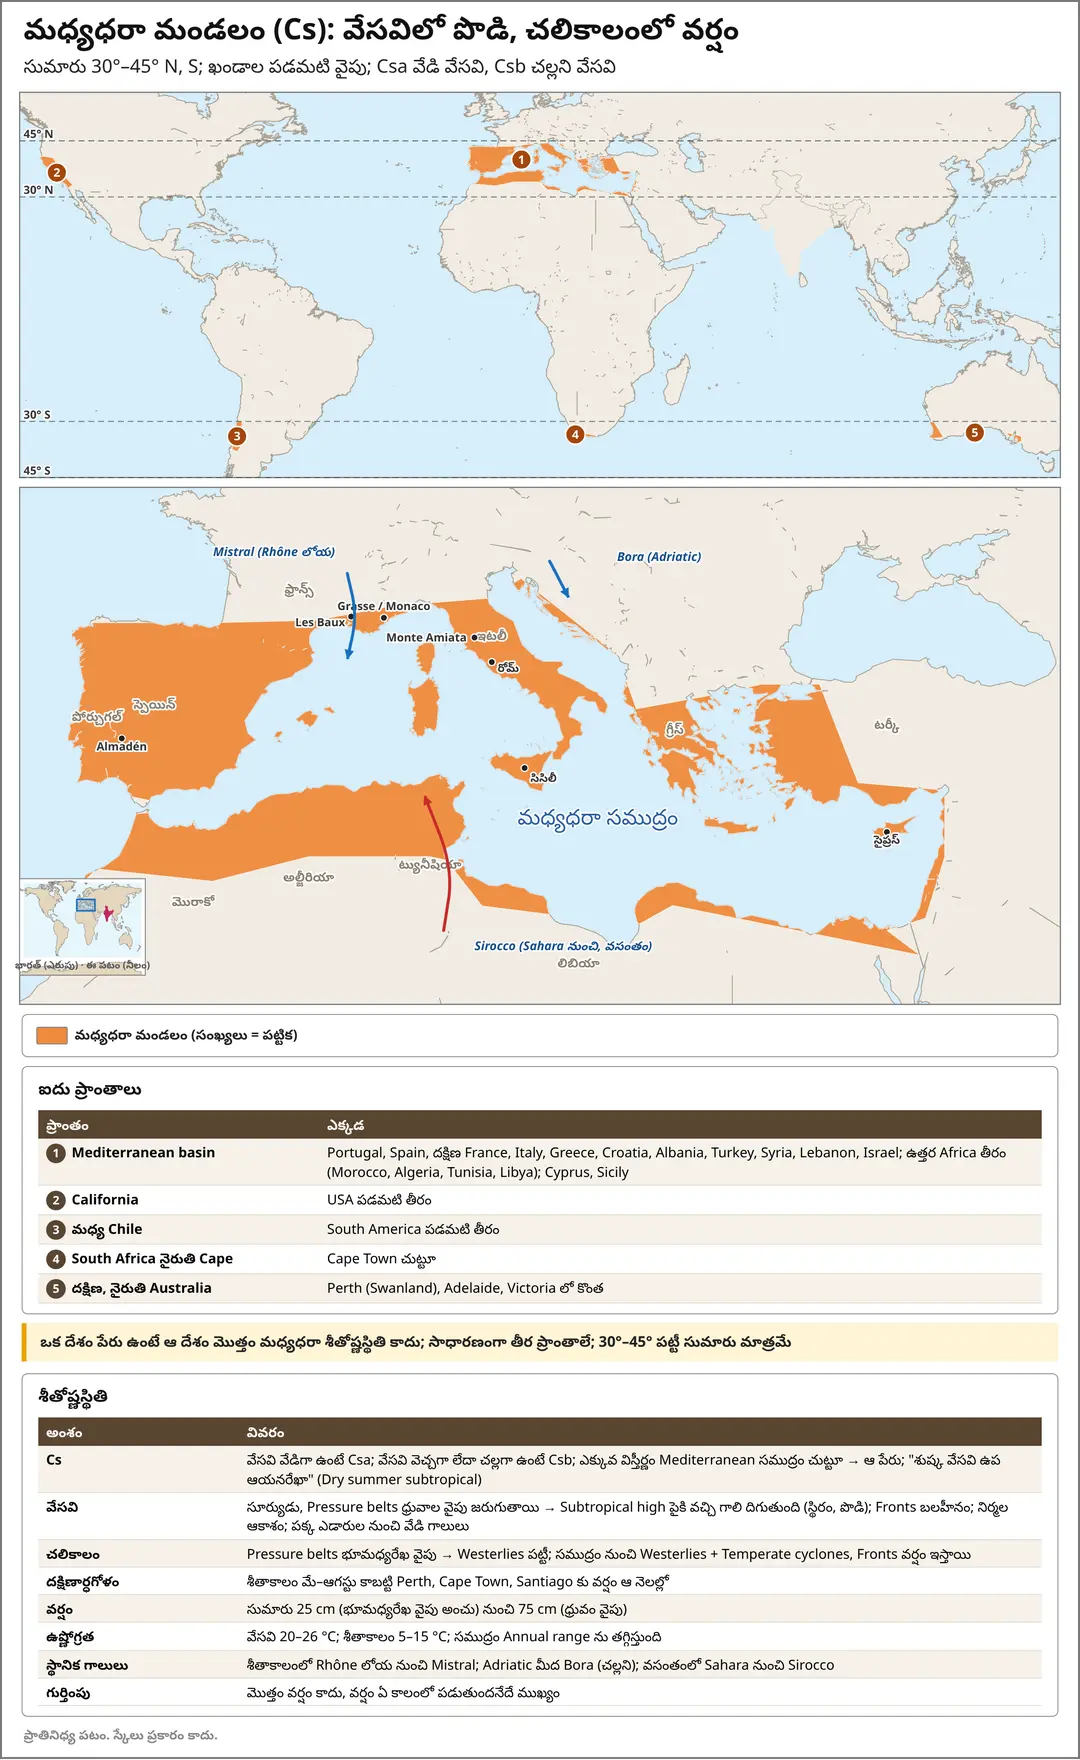 మధ్యధరా మండలం (Cs): వేసవిలో పొడి, చలికాలంలో వర్షం
సుమారు 30°–45° N, S; ఖండాల పడమటి వైపు; Csa వేడి వేసవి, Csb చల్లని వేసవి
45° N
1
2
30° N
30° S
3
4
5
45° S
Mistral (Rhône లోయ)
Bora (Adriatic)
ఫ్రాన్స్
Grasse / Monaco
Les Baux
Monte Amiata
ఇటలీ
రోమ్
స్పెయిన్
పోర్చుగల్
Almadén
గ్రీస్
టర్కీ
సిసిలీ
మధ్యధరా సముద్రం
సైప్రస్
ట్యునీషియా
అల్జీరియా
మొరాకో
Sirocco (Sahara నుంచి, వసంతం)
లిబియా
భారత్ (ఎరుపు) · ఈ పటం (నీలం)
మధ్యధరా మండలం (సంఖ్యలు = పట్టిక)
ఐదు ప్రాంతాలు
ప్రాంతం ఎక్కడ
1 Mediterranean basin Portugal, Spain, దక్షిణ France, Italy, Greece, Croatia, Albania, Turkey, Syria, Lebanon, Israel; ఉత్తర Africa తీరం
(Morocco, Algeria, Tunisia, Libya); Cyprus, Sicily
2 California USA పడమటి తీరం
3 మధ్య Chile South America పడమటి తీరం
4 South Africa నైరుతి Cape Cape Town చుట్టూ
5 దక్షిణ, నైరుతి Australia Perth (Swanland), Adelaide, Victoria లో కొంత
ఒక దేశం పేరు ఉంటే ఆ దేశం మొత్తం మధ్యధరా శీతోష్ణస్థితి కాదు; సాధారణంగా తీర ప్రాంతాలే; 30°–45° పట్టీ సుమారు మాత్రమే
శీతోష్ణస్థితి
అంశం వివరం
Cs వేసవి వేడిగా ఉంటే Csa; వేసవి వెచ్చగా లేదా చల్లగా ఉంటే Csb; ఎక్కువ విస్తీర్ణం Mediterranean సముద్రం చుట్టూ → ఆ పేరు; "శుష్క వేసవి ఉప
ఆయనరేఖా" (Dry summer subtropical)
వేసవి సూర్యుడు, Pressure belts ధ్రువాల వైపు జరుగుతాయి → Subtropical high పైకి వచ్చి గాలి దిగుతుంది (స్థిరం, పొడి); Fronts బలహీనం; నిర్మల
ఆకాశం; పక్క ఎడారుల నుంచి వేడి గాలులు
చలికాలం Pressure belts భూమధ్యరేఖ వైపు → Westerlies పట్టీ; సముద్రం నుంచి Westerlies + Temperate cyclones, Fronts వర్షం ఇస్తాయి
దక్షిణార్ధగోళం శీతాకాలం మే–ఆగస్టు కాబట్టి Perth, Cape Town, Santiago కు వర్షం ఆ నెలల్లో
వర్షం సుమారు 25 cm (భూమధ్యరేఖ వైపు అంచు) నుంచి 75 cm (ధ్రువం వైపు)
ఉష్ణోగ్రత వేసవి 20–26 °C; శీతాకాలం 5–15 °C; సముద్రం Annual range ను తగ్గిస్తుంది
స్థానిక గాలులు శీతాకాలంలో Rhône లోయ నుంచి Mistral; Adriatic మీద Bora (చల్లని); వసంతంలో Sahara నుంచి Sirocco
గుర్తింపు మొత్తం వర్షం కాదు, వర్షం ఏ కాలంలో పడుతుందనేదే ముఖ్యం
ప్రాతినిధ్య పటం. స్కేలు ప్రకారం కాదు.